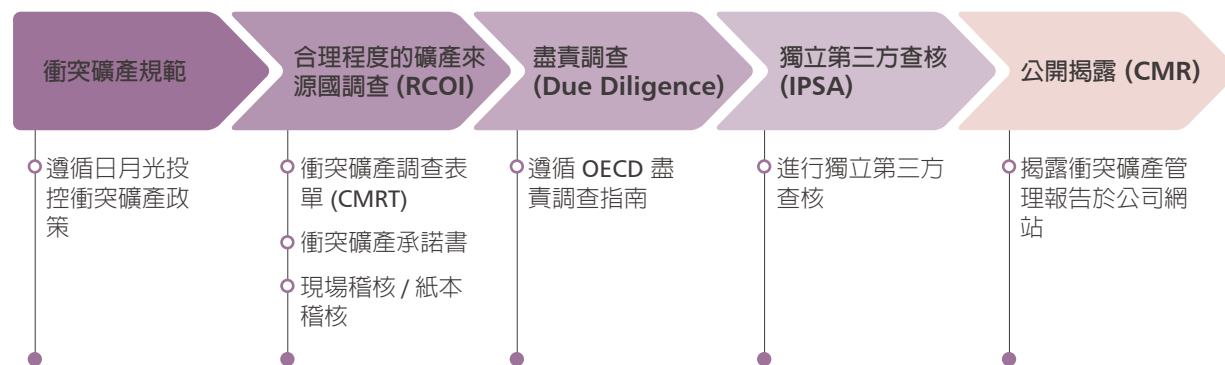 衝突礦產規範
合理程度的礦產來
源國調查 (RCOI)
盡責調查
(Due Diligence)
獨立第三方查核
(IPSA)
公開揭露 (CMR)
遵循日月光投
控衝突礦產政
策
衝突礦產調查表
單 (CMRT)
衝突礦產承諾書
現場稽核 / 紙本
稽核
遵循 OECD 盡
責調查指南
進行獨立第三方
查核
揭露衝突礦產管
理報告於公司網
站